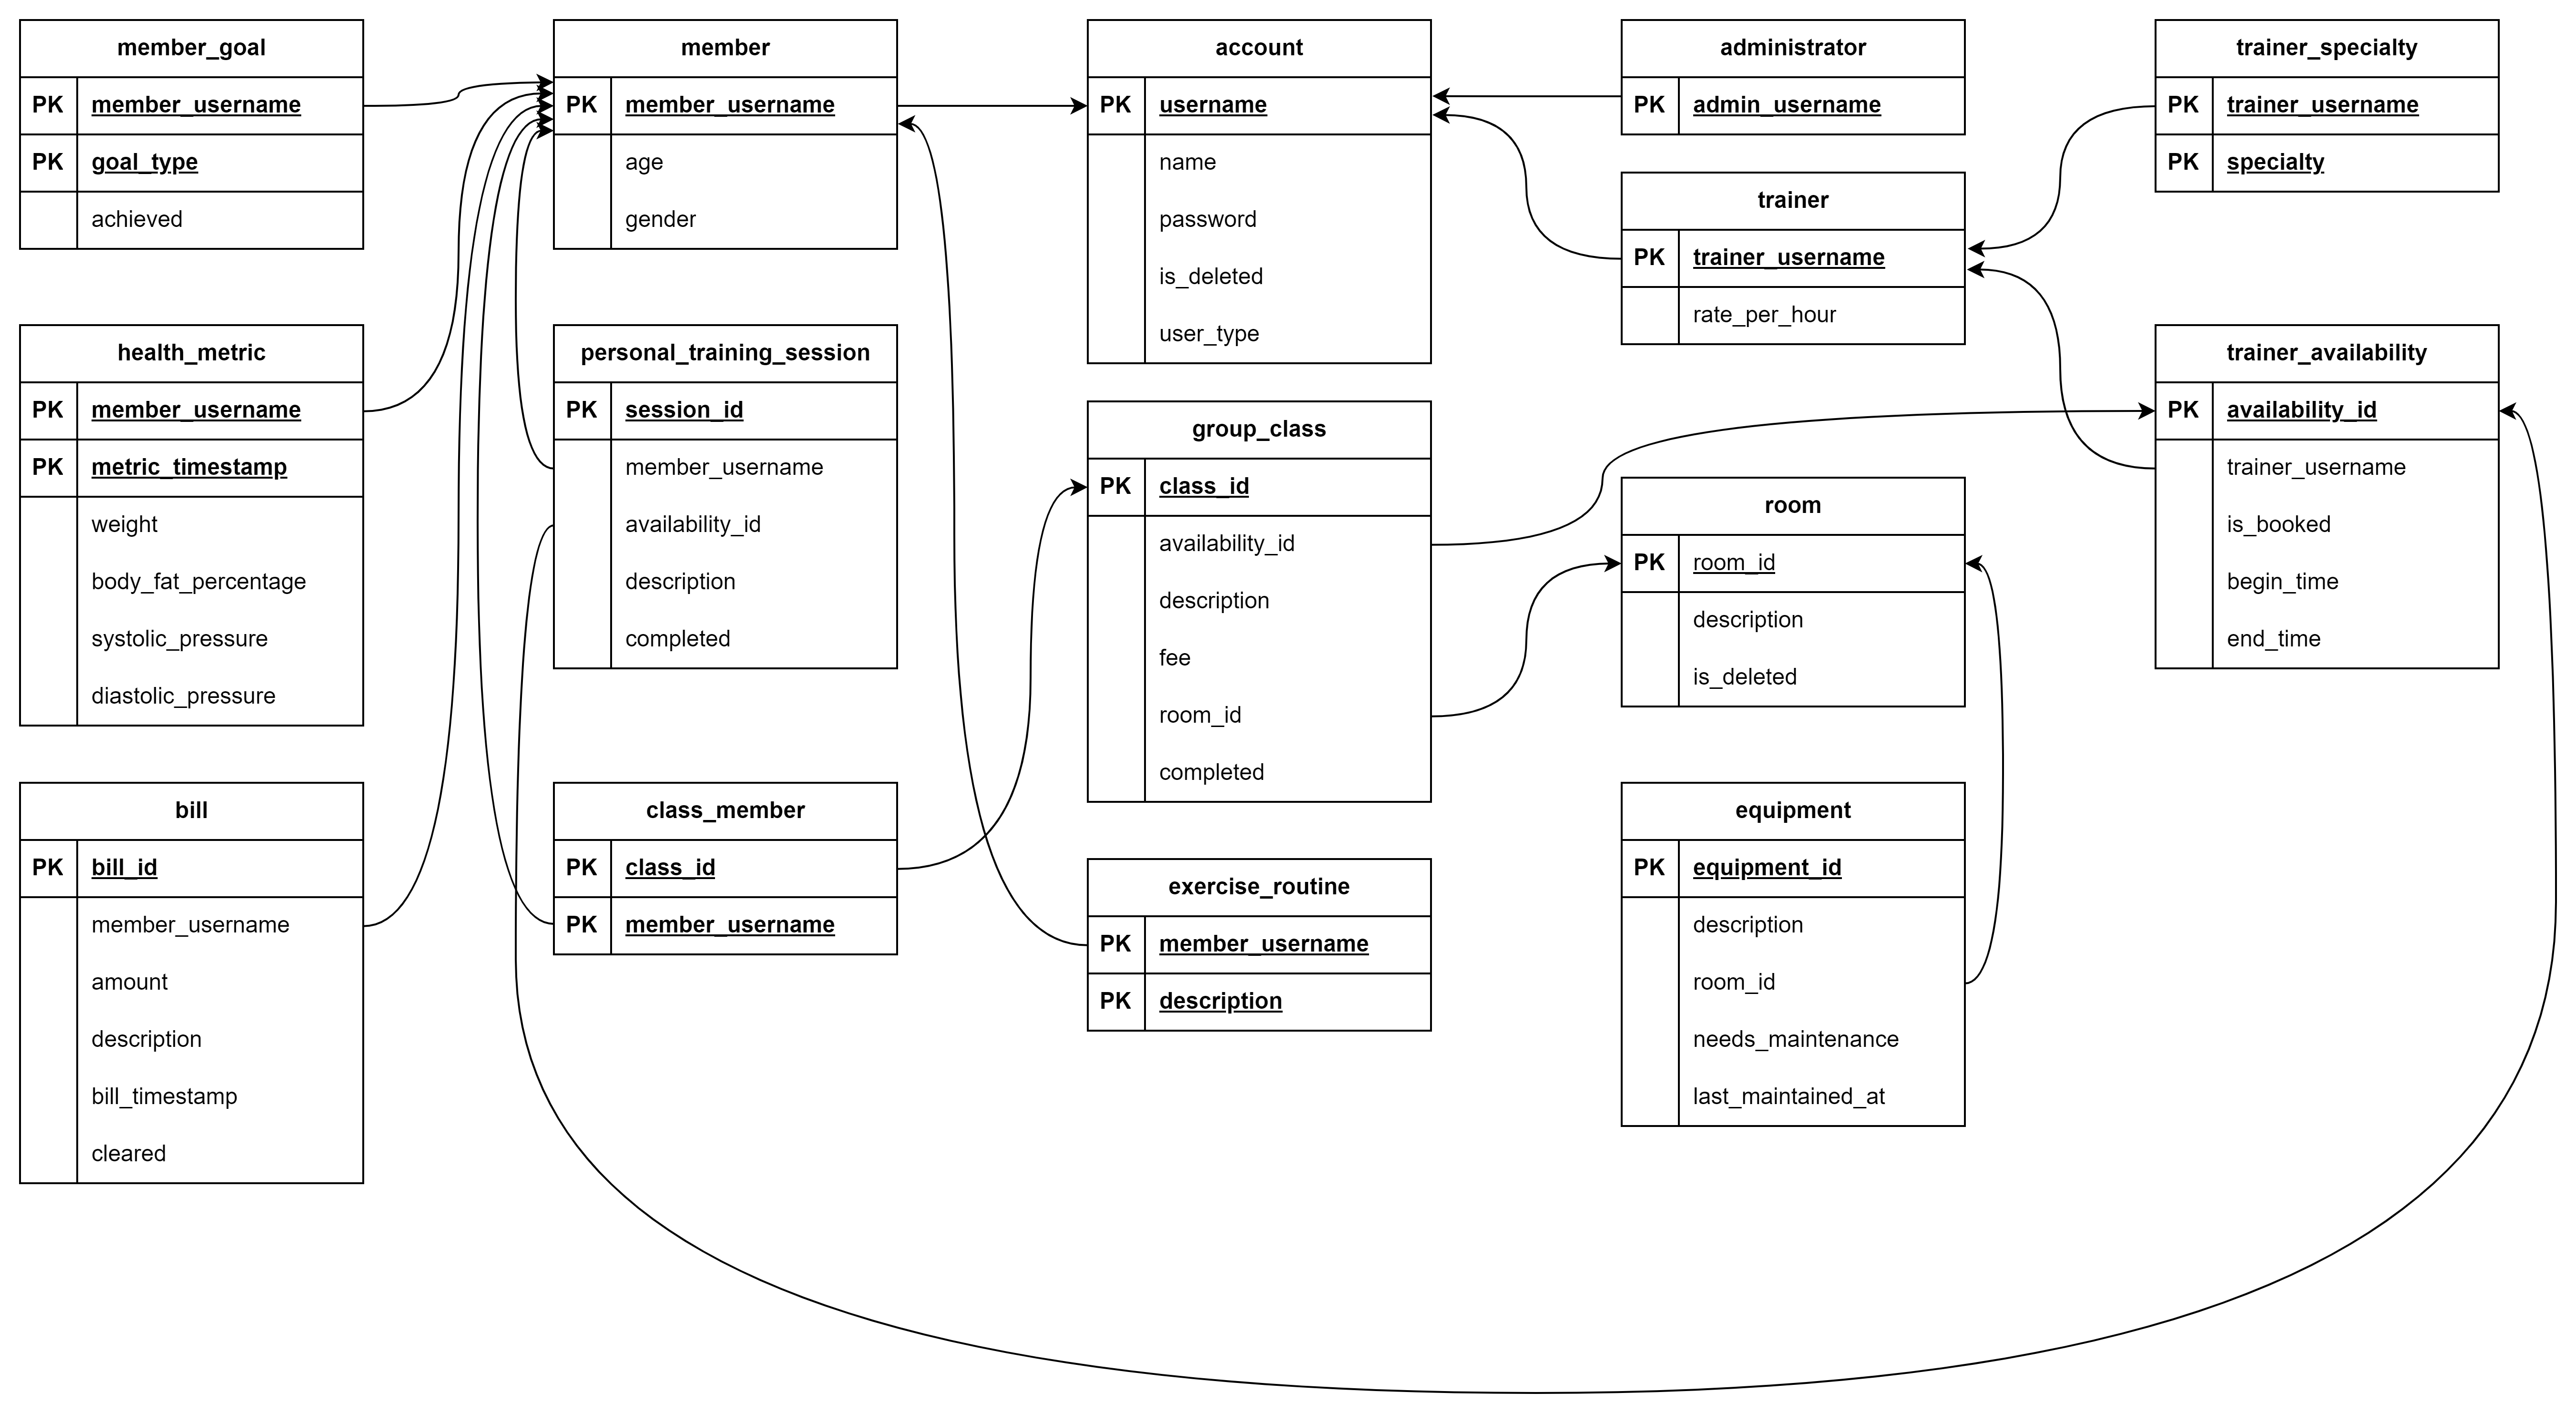 member_goal
PK member_username
PK goal_type
achieved
member
PK member_username
age
gender
account
PK username
name
password
is_deleted
user_type
administrator
PK admin_username
trainer_specialty
PK trainer_username
PK specialty
trainer
PK trainer_username
rate_per_hour
health_metric
PK member_username
PK metric_timestamp
weight
body_fat_percentage
systolic_pressure
diastolic_pressure
personal_training_session
PK session_id
member_username
availability_id
description
completed
group_class
PK class_id
availability_id
description
fee
room_id
completed
room
PK room_id
description
is_deleted
trainer_availability
PK availability_id
trainer_username
is_booked
begin_time
end_time
bill
PK bill_id
member_username
amount
description
bill_timestamp
cleared
class_member
PK class_id
PK member_username
exercise_routine
PK member_username
PK description
equipment
PK equipment_id
description
room_id
needs_maintenance
last_maintained_at